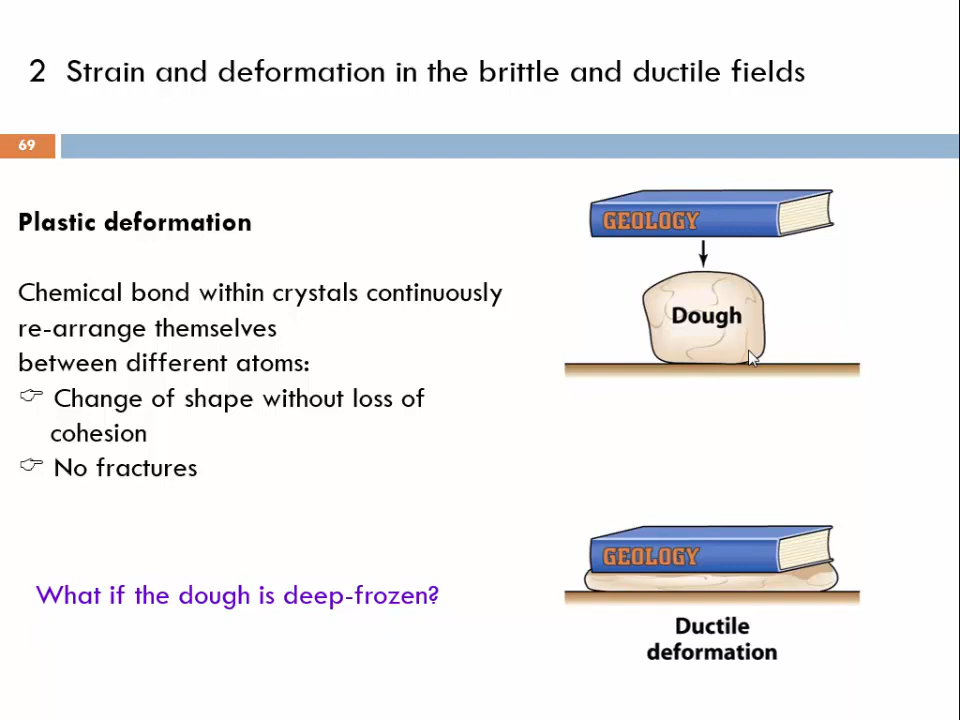 2 Strain and deformation in the brittle and ductile fields
69
Plastic deformation
Chemical bond within crystals continuously
re-arrange themselves
between different atoms:
☞ Change of shape without loss of
cohesion
☞ No fractures
What if the dough is deep-frozen?
GEOLOGY
Dough
GEOLOGY
Ductile
deformation